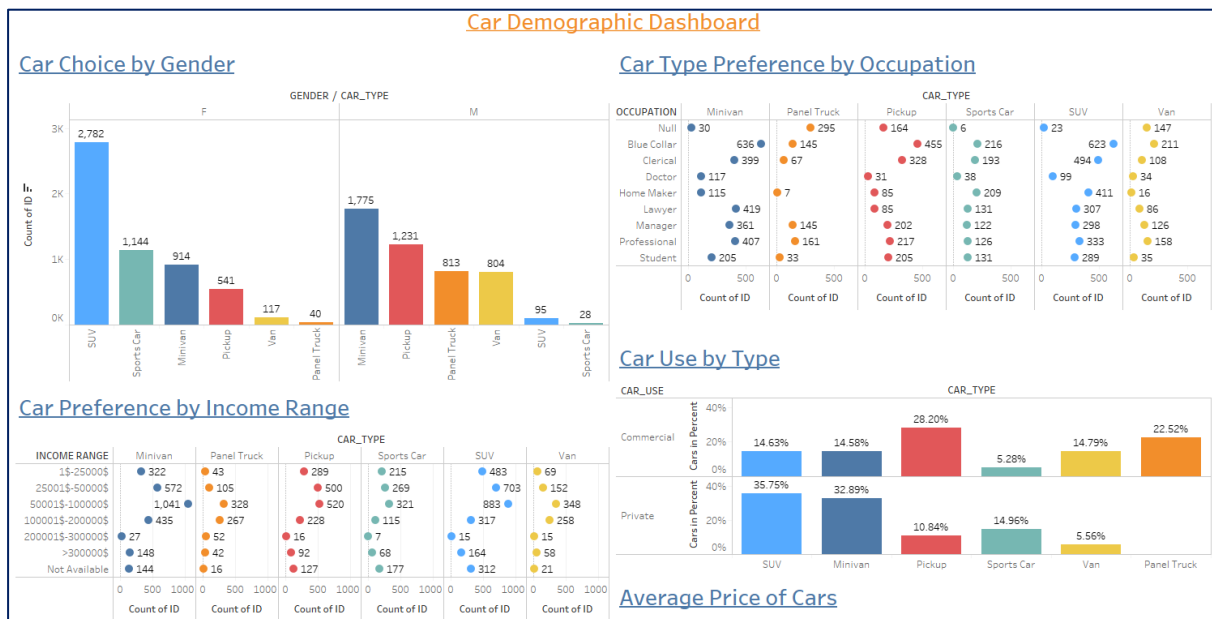 Car Demographic Dashboard
Car Choice by Gender
GENDER / CAR_TYPE
F M
3K
2K
1K
0K
Count of ID
2,782 1,144 914 541 117 40 1,775 1,231 813 804 95 28
SUV Sports Car Minivan Pickup Van Panel Truck Minivan Pickup Panel Truck Van SUV Sports Car
Car Type Preference by Occupation
CAR_TYPE
OCCUPATION Minivan Panel Truck Pickup Sports Car SUV Van
Null 30 295 164 6 23 147
Blue Collar 636 145 455 216 623 211
Clerical 399 67 328 193 494 108
Doctor 117 31 38 99 34
Home Maker 115 7 85 209 411 16
Lawyer 419 85 131 307 86
Manager 361 145 202 122 298 126
Professional 407 161 217 126 333 158
Student 205 33 205 131 289 35
0 500 0 500 0 500 0 500 0 500 0 500
Count of ID Count of ID Count of ID Count of ID Count of ID Count of ID
Car Preference by Income Range
CAR_TYPE
INCOME RANGE Minivan Panel Truck Pickup Sports Car SUV Van
1$-25000$ 322 43 289 215 483 69
25001$-50000$ 572 105 500 269 703 152
50001$-100000$ 1,041 328 520 321 883 348
100001$-200000$ 435 267 228 115 317 258
200001$-300000$ 27 52 16 7 15 15
>300000$ 148 42 92 68 164 58
Not Available 144 16 127 177 312 21
0 500 1000 0 500 1000 0 500 1000 0 500 1000 0 500 1000 0 500 1000
Count of ID Count of ID Count of ID Count of ID Count of ID Count of ID
Car Use by Type
CAR_USE CAR_TYPE
Commercial
Cars in Percent
40%
20%
0%
14.63% 14.58% 28.20% 5.28% 14.79% 22.52%
Private
Cars in Percent
40%
20%
0%
35.75% 32.89% 10.84% 14.96% 5.56%
SUV Minivan Pickup Sports Car Van Panel Truck
Average Price of Cars